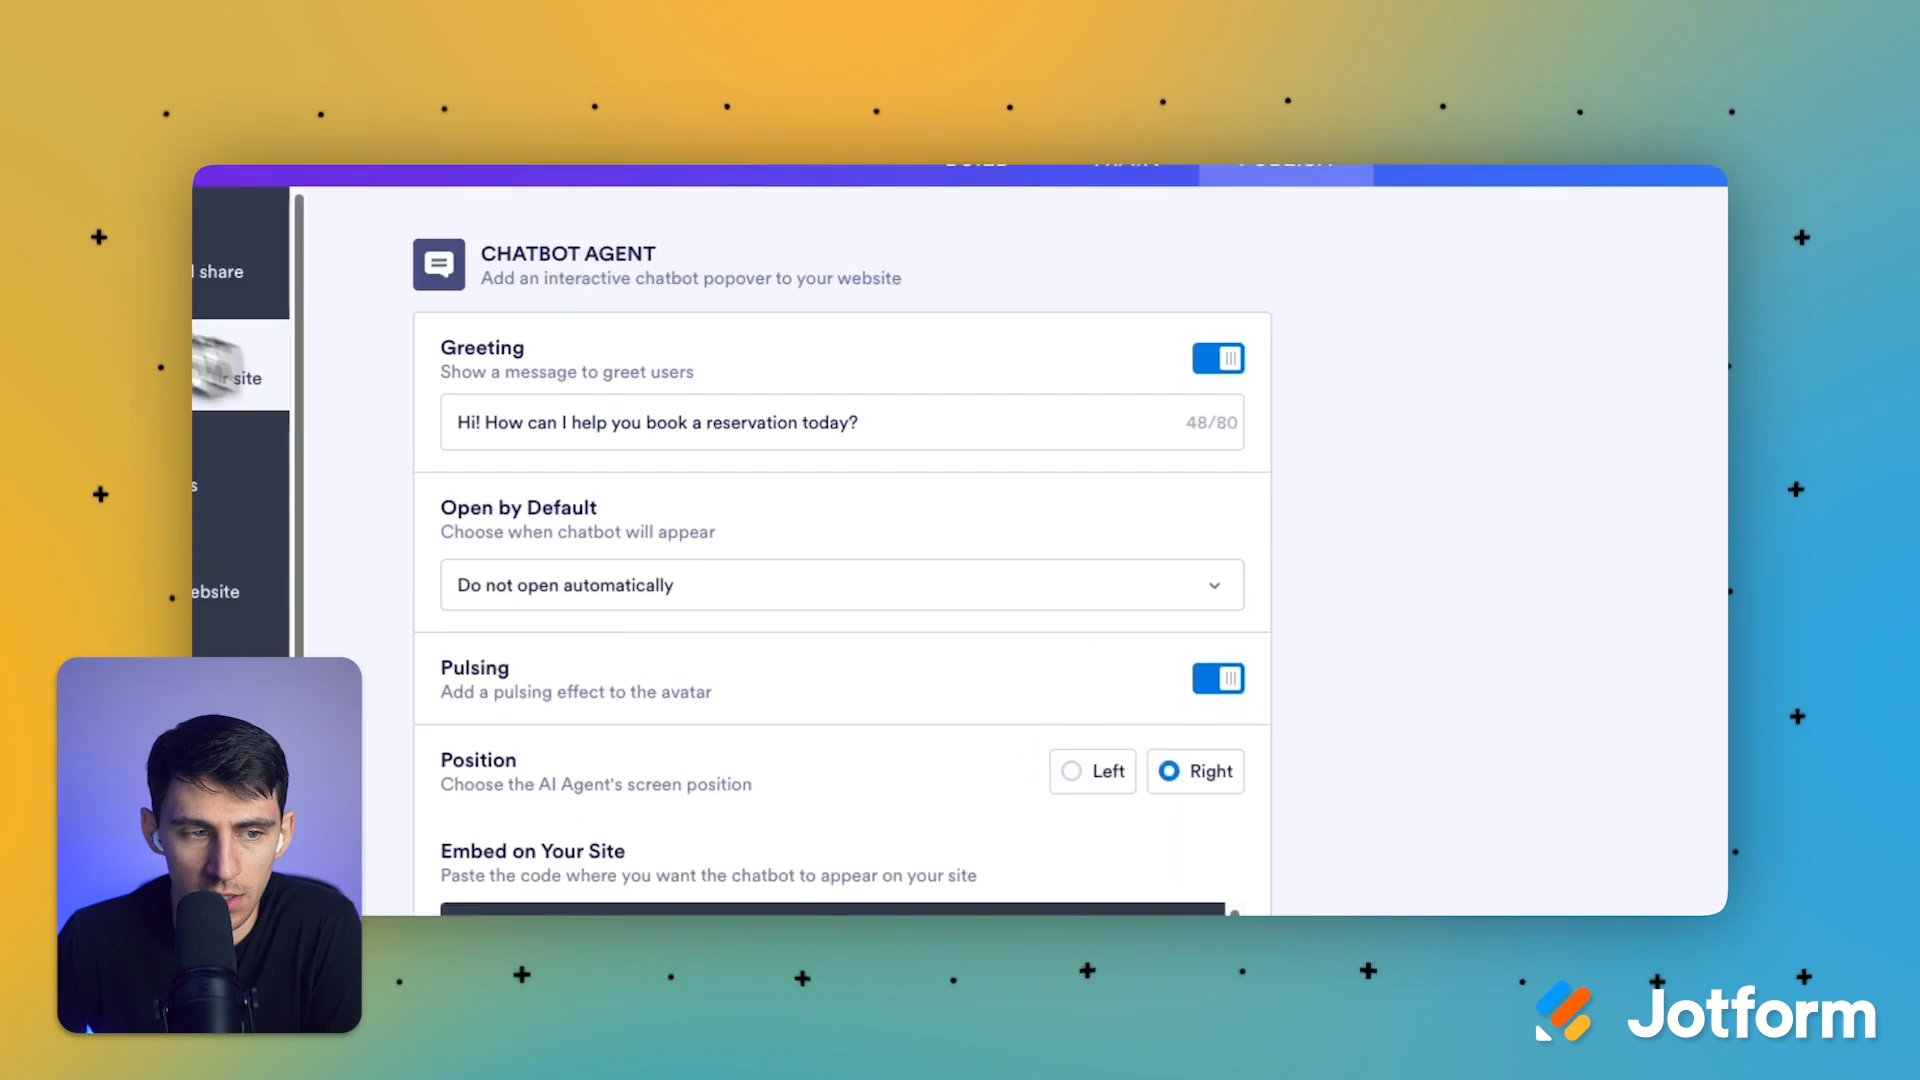 share
CHATBOT AGENT
Add an interactive chatbot popover to your website
site
Greeting
Show a message to greet users
Hi! How can I help you book a reservation today?
48/80
Open by Default
Choose when chatbot will appear
Do not open automatically
Pulsing
Add a pulsing effect to the avatar
Position
Choose the AI Agent's screen position
Left
Right
Embed on Your Site
Paste the code where you want the chatbot to appear on your site
Jotform